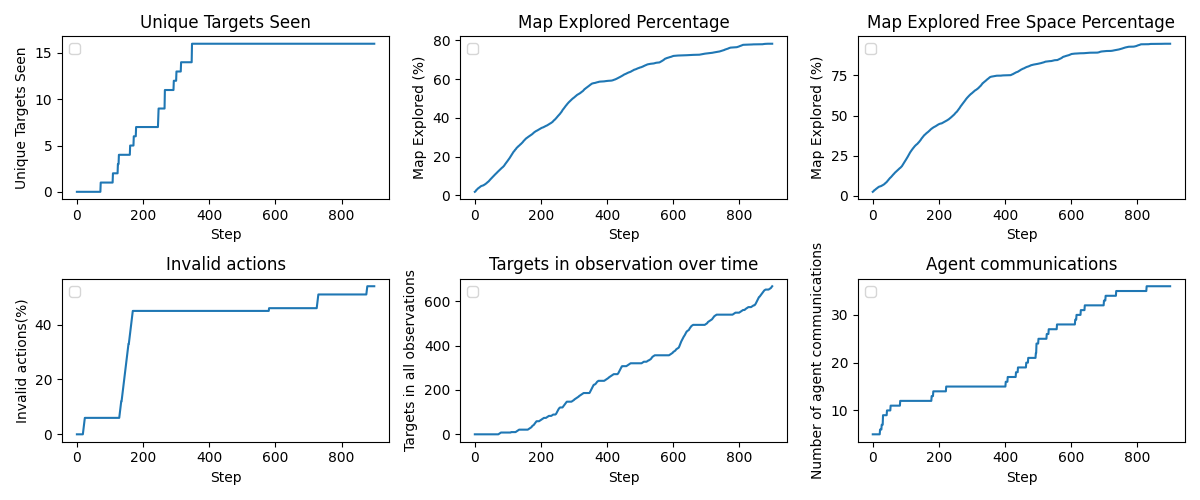 Unique Targets Seen
Map Explored Percentage
Map Explored Free Space Percentage
Unique Targets Seen
15
10
5
0
0 200 400 600 800
Step
Map Explored (%)
80
60
40
20
0
0 200 400 600 800
Step
Map Explored (%)
75
50
25
0
0 200 400 600 800
Step
Invalid actions
Targets in observation over time
Agent communications
Invalid actions(%)
40
20
0
0 200 400 600 800
Step
Targets in all observations
600
400
200
0
0 200 400 600 800
Step
Number of agent communications
30
20
10
0 200 400 600 800
Step